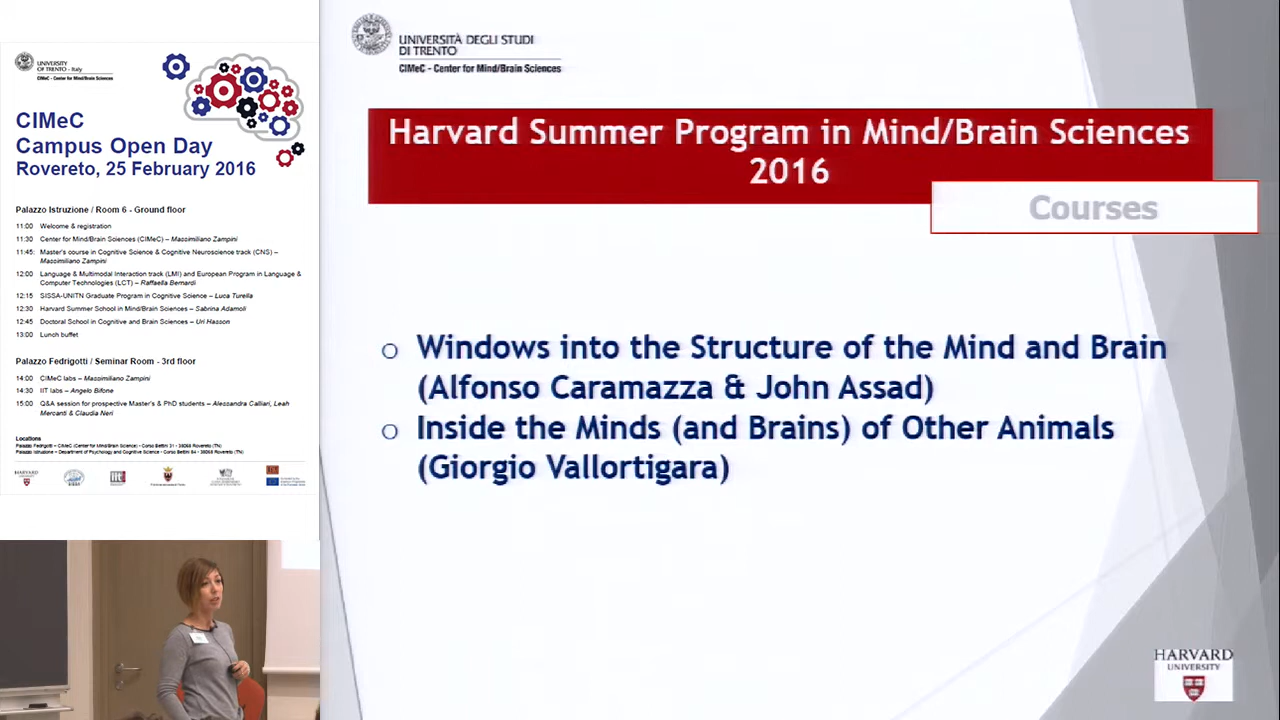 UNIVERSITY
OF TRENTO - Italy
CIMeC - Center for Mind/Brain Sciences
CIMeC
Campus Open Day
Rovereto, 25 February 2016
Palazzo Istruzione / Room 6 - Ground floor
11:00 Welcome & registration
11:30 Center for Mind/Brain Sciences (CIMeC) – Massimiliano Zampini
11:45: Master's course in Cognitive Science & Cognitive Neuroscience track (CNS) –
Massimiliano Zampini
12:00 Language & Multimodal Interaction track (LMI) and European Program in Language &
Computer Technologies (LCT) – Raffaella Bernardi
12:15 SISSA-UNITN Graduate Program in Cognitive Science – Luca Turella
12:30 Harvard Summer School in Mind/Brain Sciences – Sabrina Adamoli
12:45 Doctoral School in Cognitive and Brain Sciences – Uri Hasson
13:00 Lunch buffet
Palazzo Fedrigotti / Seminar Room - 3rd floor
14:00 CIMeC labs – Massimiliano Zampini
14:30 IIT labs – Angelo Bifone
15:00 Q&A session for prospective Master's & PhD students – Alessandra Calliari, Leah
Mercanti & Claudia Neri
Locations
Palazzo Fedrigotti – CIMeC (Center for Mind/Brain Science) - Corso Bettini 31 - 38068 Rovereto (TN)
Palazzo Istruzione – Department of Psychology and Cognitive Science - Corso Bettini 84 - 38068 Rovereto (TN)
HARVARD
UNIVERSITÀ DEGLI STUDI
DI TRENTO
CIMeC - Center for Mind/Brain Sciences
Harvard Summer Program in Mind/Brain Sciences
2016
Courses
o Windows into the Structure of the Mind and Brain
(Alfonso Caramazza & John Assad)
o Inside the Minds (and Brains) of Other Animals
(Giorgio Vallortigara)
HARVARD
UNIVERSITY